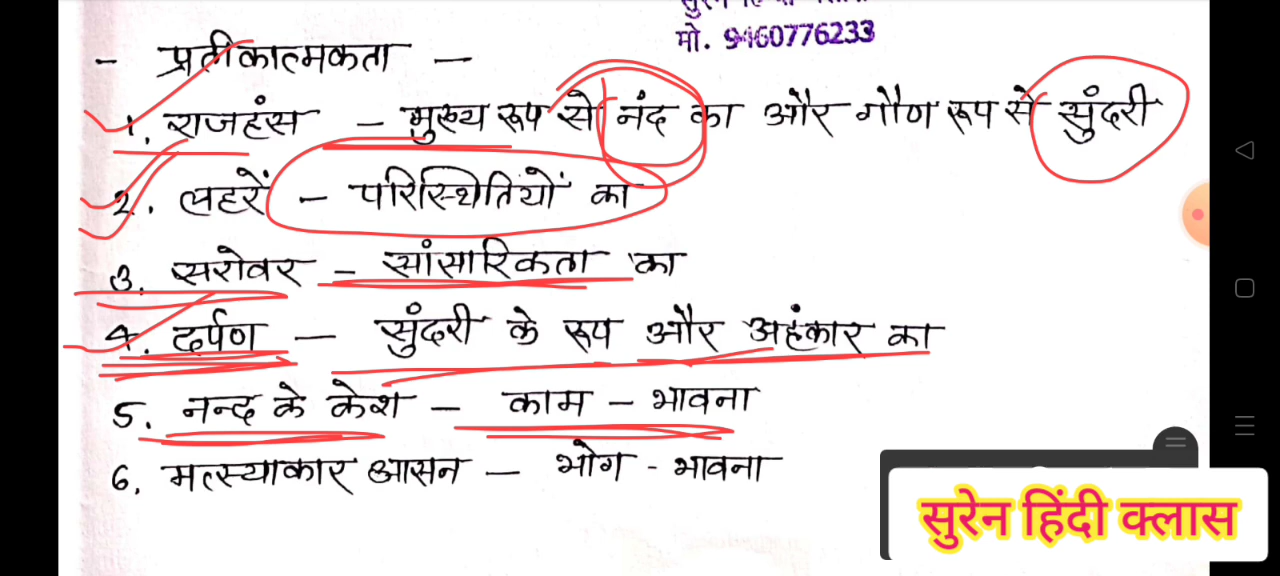 मो. 9460776233
- प्रतीकात्मकता -
1. राजहंस - मुख्य रूप से नंद का और गौण रूप से सुंदरी
2. लहरें - परिस्थितियों का
3. सरोवर - सांसारिकता का
4. दर्पण - सुंदरी के रूप और अहंकार का
5. नन्द के केश - काम - भावना
6. मत्स्याकार आसन - भोग - भावना
सुरेन हिंदी क्लास